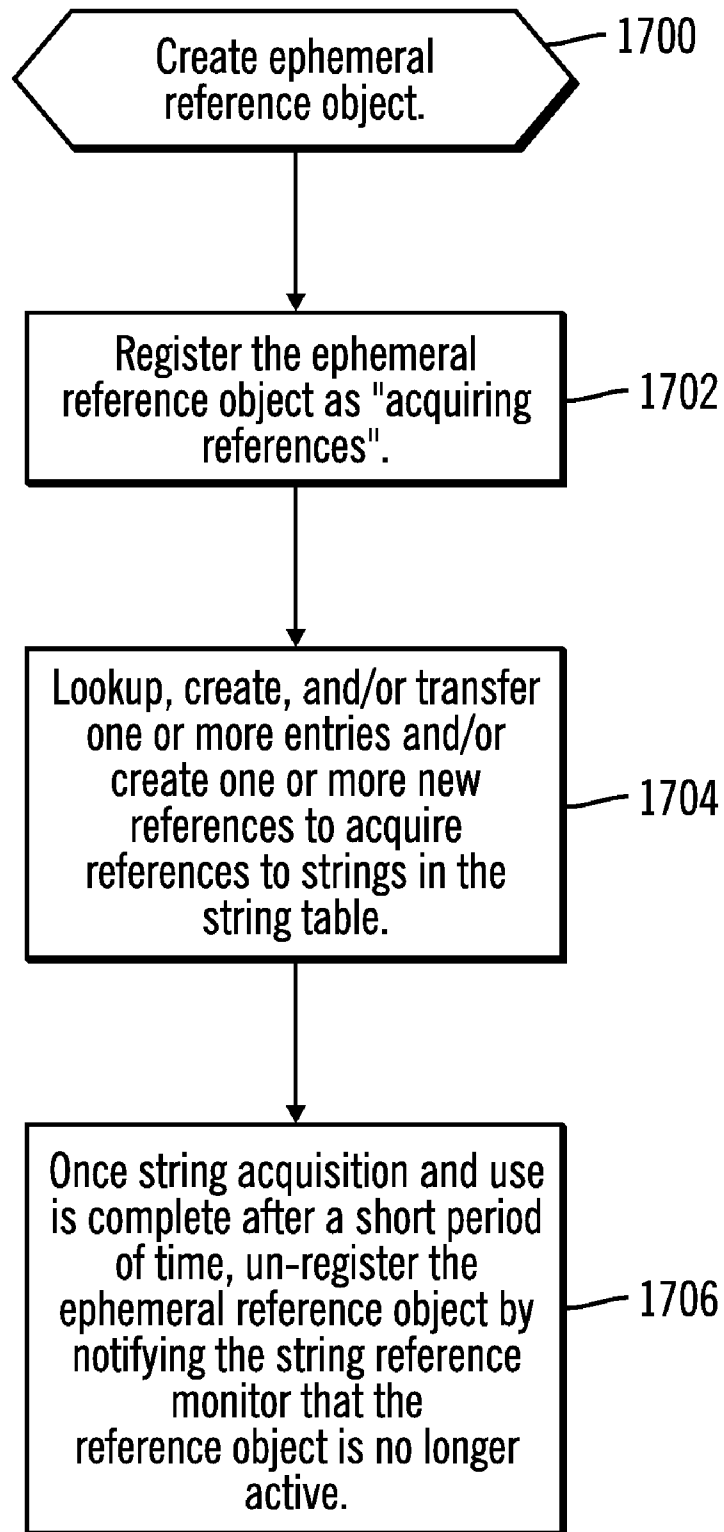 Create ephemeral
reference object.
1700
Register the ephemeral
reference object as "acquiring
references".
1702
Lookup, create, and/or transfer
one or more entries and/or
create one or more new
references to acquire
references to strings in the
string table.
1704
Once string acquisition and use
is complete after a short period
of time, un-register the
ephemeral reference object by
notifying the string reference
monitor that the
reference object is no longer
active.
1706